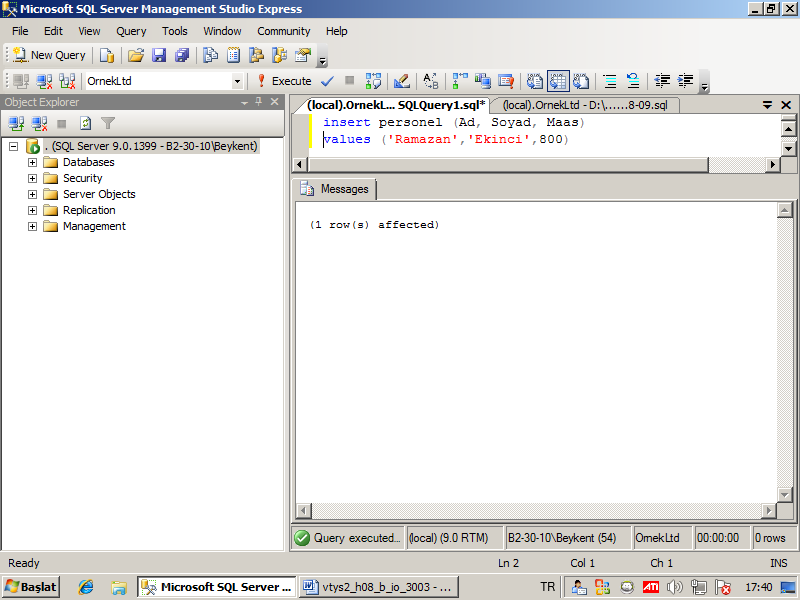 Microsoft SQL Server Management Studio Express
File Edit View Query Tools Window Community Help
New Query
OrnekLtd Execute
Object Explorer
(local).OrnekL... SQLQuery1.sql* (local).OrnekLtd - D:\......8-09.sql
. (SQL Server 9.0.1399 - B2-30-10\Beykent)
Databases
Security
Server Objects
Replication
Management
insert personel (Ad, Soyad, Maas)
values ('Ramazan','Ekinci',800)
Messages
(1 row(s) affected)
Query executed... (local) (9.0 RTM) B2-30-10\Beykent (54) OrnekLtd 00:00:00 0 rows
Ready Ln 2 Col 1 Ch 1 INS
Başlat Microsoft SQL Server ... vtys2_h08_b_jo_3003 - ... TR ATI 17:40